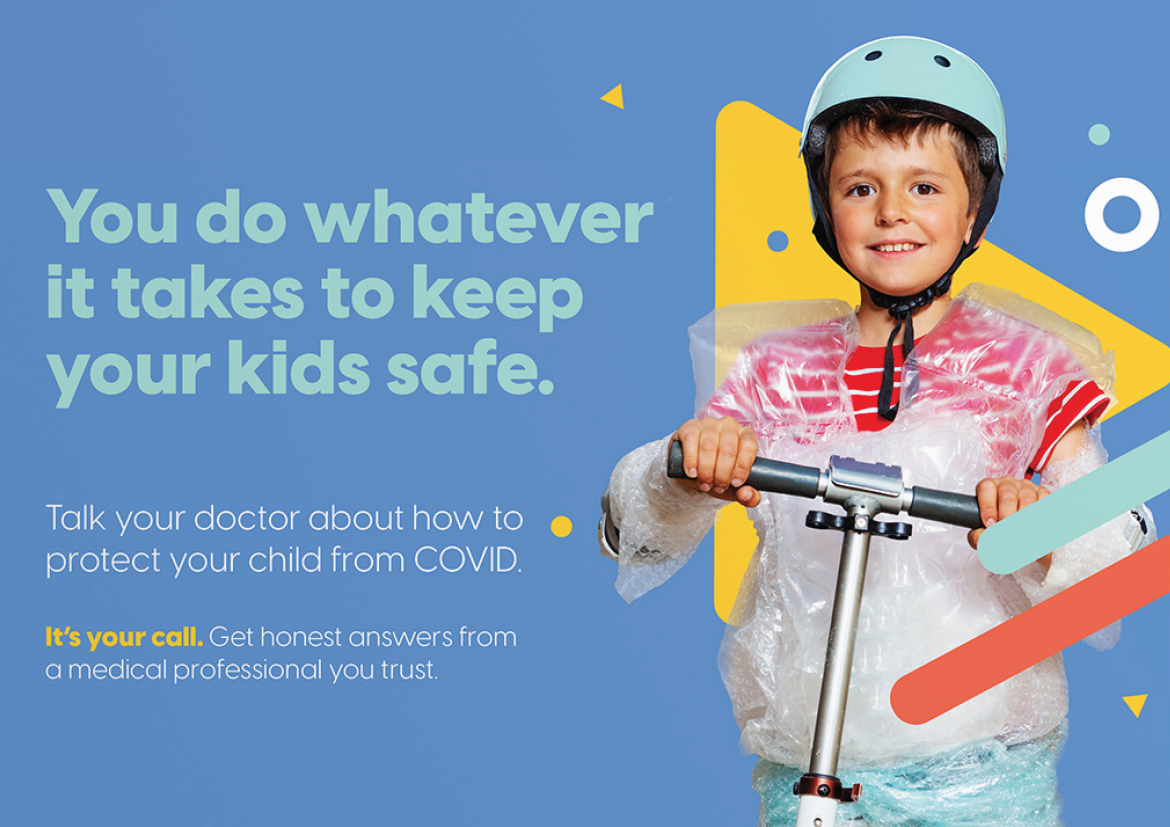 You do whatever
it takes to keep
your kids safe.
Talk your doctor about how to
protect your child from COVID.
It's your call. Get honest answers from
a medical professional you trust.